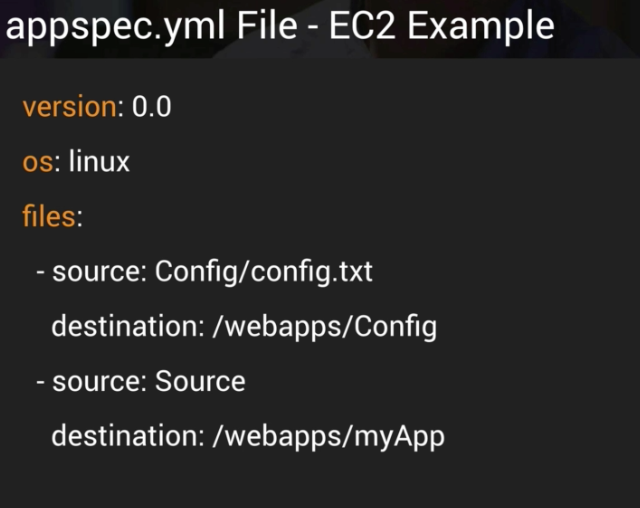 appspec.yml File - EC2 Example
version: 0.0
os: linux
files:
- source: Config/config.txt
destination: /webapps/Config
- source: Source
destination: /webapps/myApp